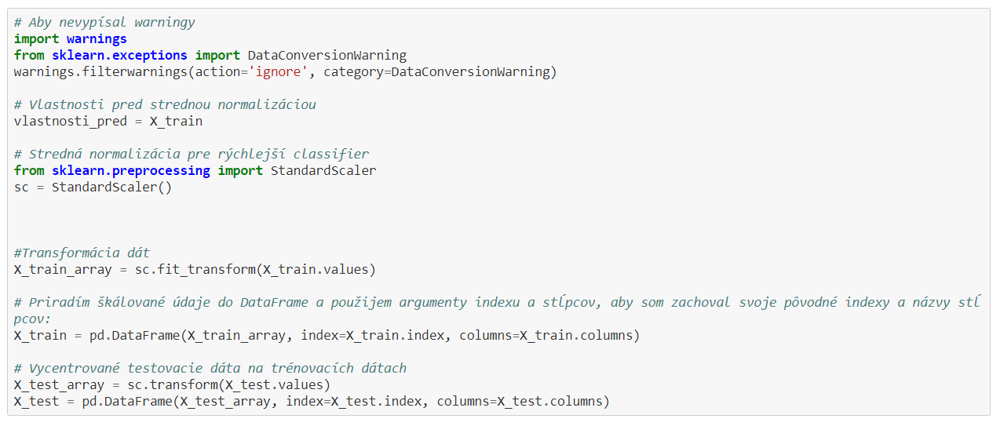 # Aby nevypísal warningy
import warnings
from sklearn.exceptions import DataConversionWarning
warnings.filterwarnings(action='ignore', category=DataConversionWarning)
# Vlastnosti pred strednou normalizáciou
vlastnosti_pred = X_train
# Stredná normalizácia pre rýchlejší classifier
from sklearn.preprocessing import StandardScaler
sc = StandardScaler()
#Transformácia dát
X_train_array = sc.fit_transform(X_train.values)
# Priradím škálované údaje do DataFrame a použijem argumenty indexu a stĺpcov, aby som zachoval svoje pôvodné indexy a názvy stĺ
pcov:
X_train = pd.DataFrame(X_train_array, index=X_train.index, columns=X_train.columns)
# Vycentrované testovacie dáta na trénovacích dátach
X_test_array = sc.transform(X_test.values)
X_test = pd.DataFrame(X_test_array, index=X_test.index, columns=X_test.columns)